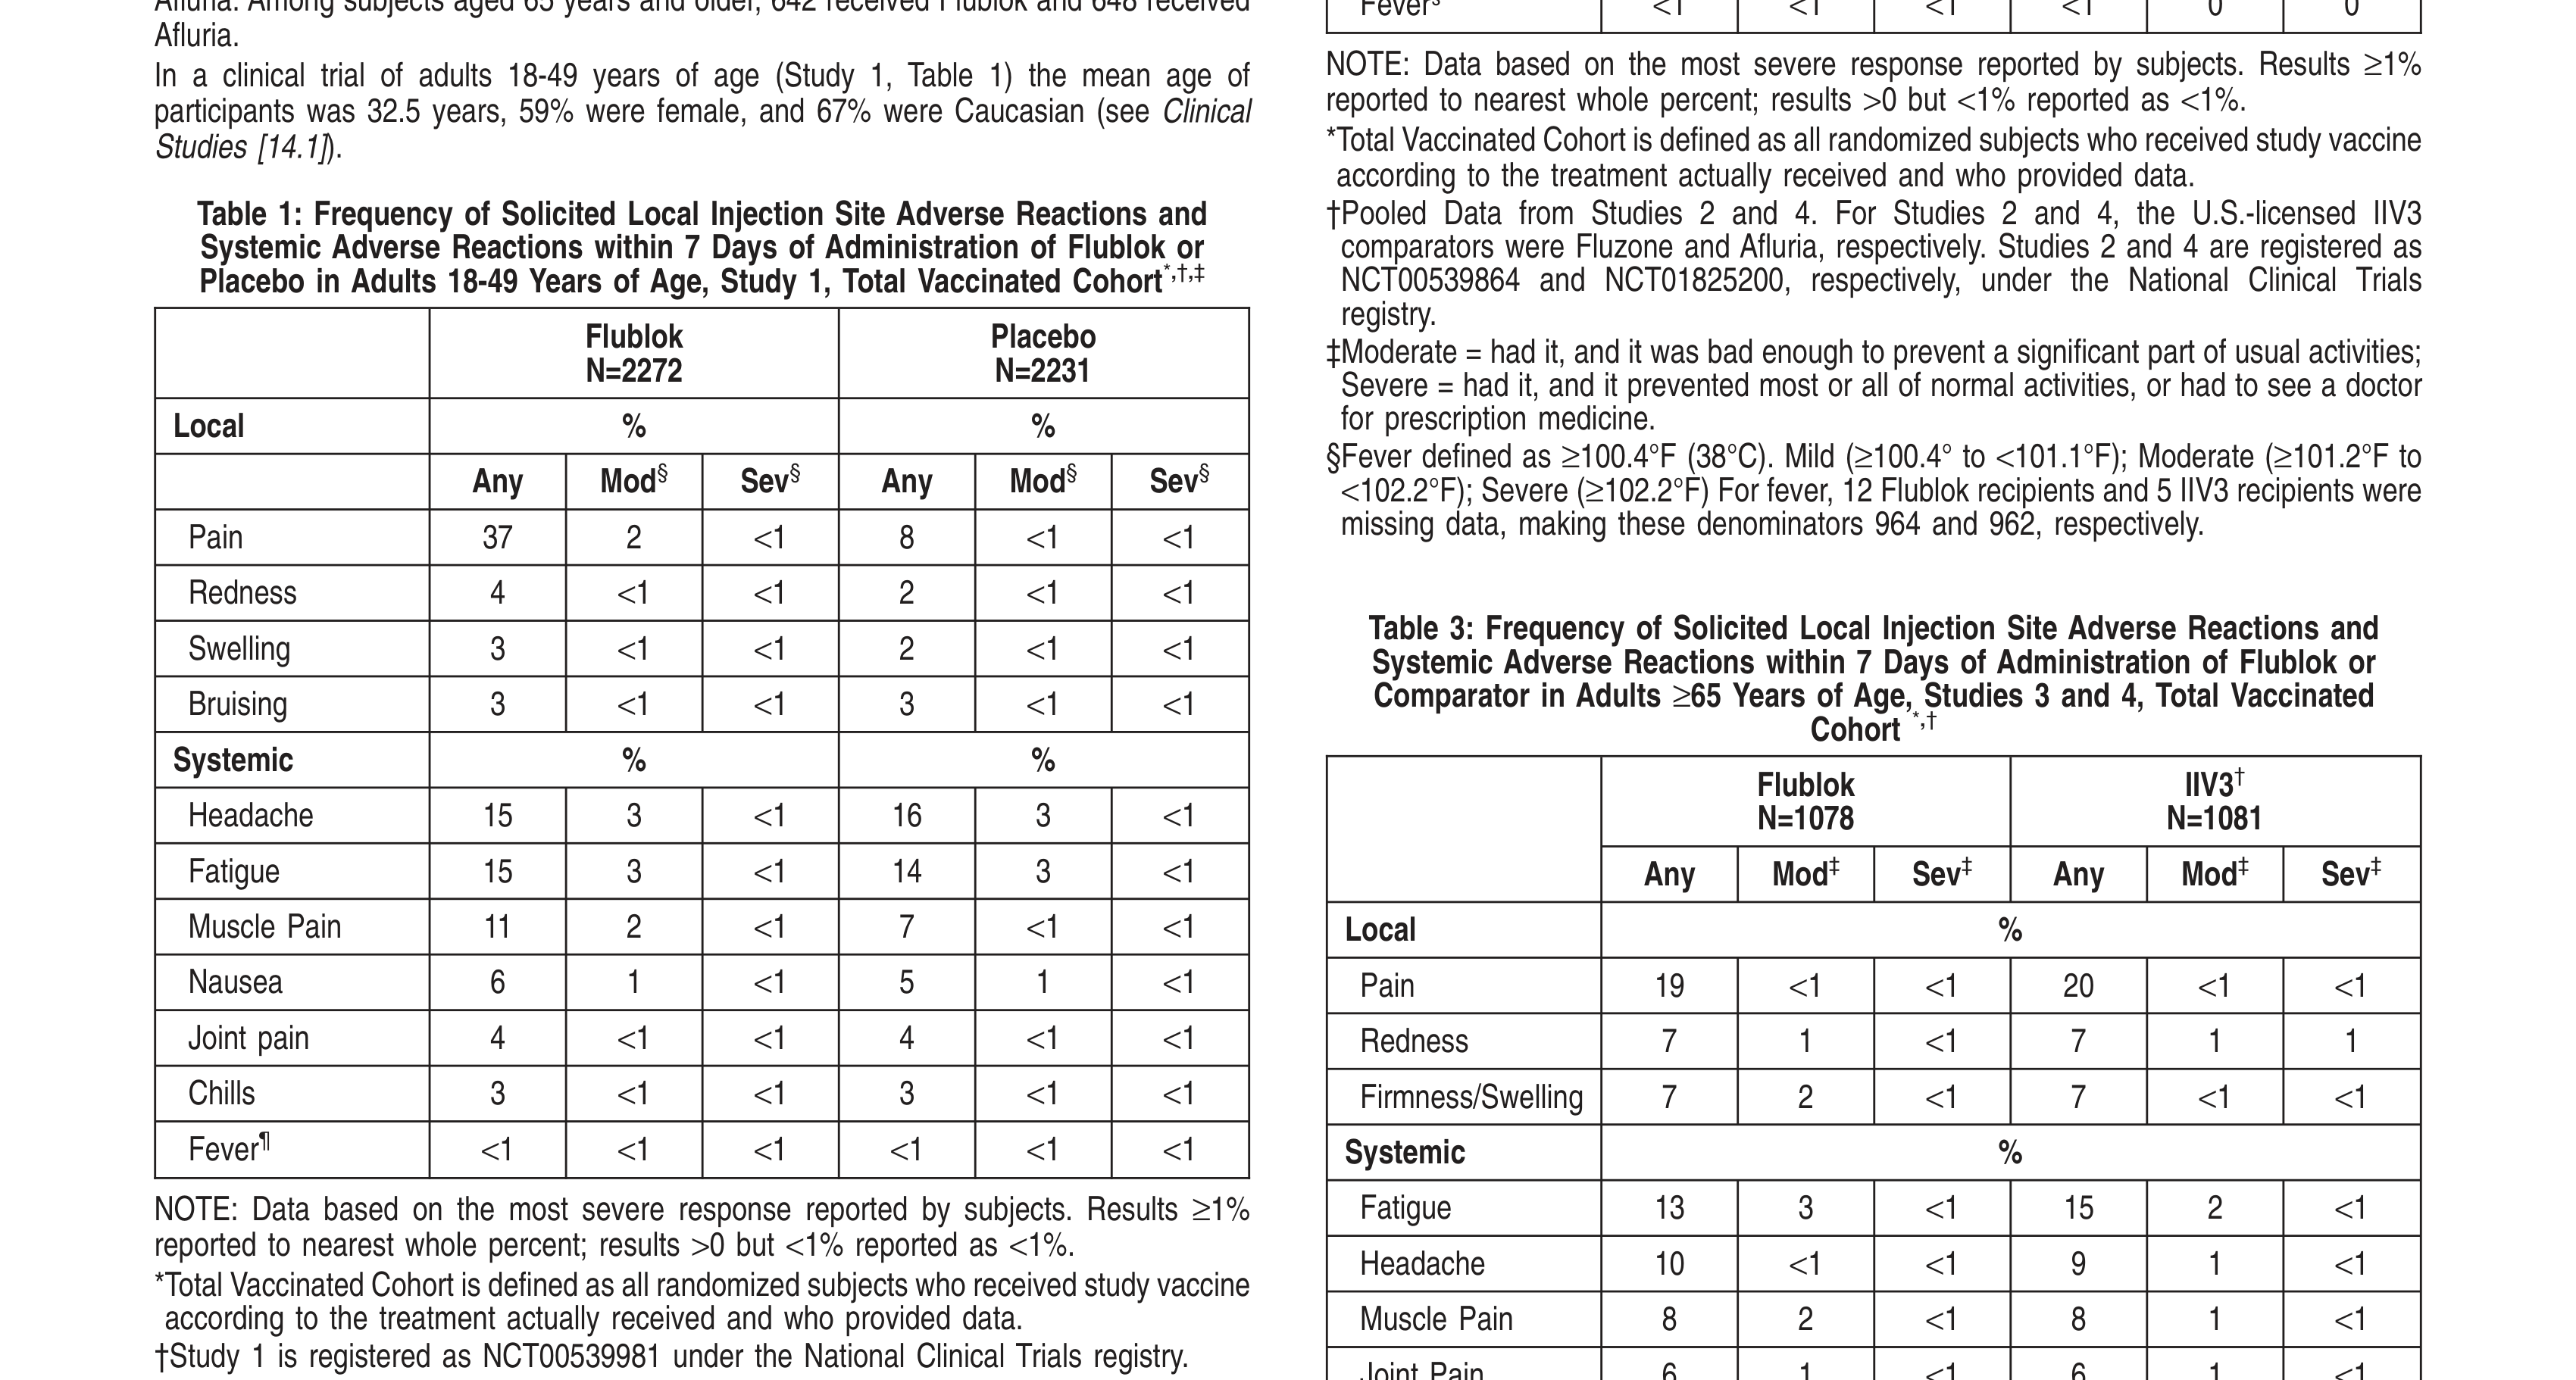 Afluria. Among subjects aged 65 years and older, 642 received Flublok and 648 received
Afluria.
In a clinical trial of adults 18-49 years of age (Study 1, Table 1) the mean age of
participants was 32.5 years, 59% were female, and 67% were Caucasian (see Clinical
Studies [14.1]).
Table 1: Frequency of Solicited Local Injection Site Adverse Reactions and
Systemic Adverse Reactions within 7 Days of Administration of Flublok or
Placebo in Adults 18-49 Years of Age, Study 1, Total Vaccinated Cohort*,†,‡
Flublok Placebo
N=2272 N=2231
Local % %
Any Mod§ Sev§ Any Mod§ Sev§
Pain 37 2 <1 8 <1 <1
Redness 4 <1 <1 2 <1 <1
Swelling 3 <1 <1 2 <1 <1
Bruising 3 <1 <1 3 <1 <1
Systemic % %
Headache 15 3 <1 16 3 <1
Fatigue 15 3 <1 14 3 <1
Muscle Pain 11 2 <1 7 <1 <1
Nausea 6 1 <1 5 1 <1
Joint pain 4 <1 <1 4 <1 <1
Chills 3 <1 <1 3 <1 <1
Fever¶ <1 <1 <1 <1 <1 <1
NOTE: Data based on the most severe response reported by subjects. Results ≥1%
reported to nearest whole percent; results >0 but <1% reported as <1%.
*Total Vaccinated Cohort is defined as all randomized subjects who received study vaccine
according to the treatment actually received and who provided data.
†Study 1 is registered as NCT00539981 under the National Clinical Trials registry.
Fever§ <1 <1 <1 <1 0 0
NOTE: Data based on the most severe response reported by subjects. Results ≥1%
reported to nearest whole percent; results >0 but <1% reported as <1%.
*Total Vaccinated Cohort is defined as all randomized subjects who received study vaccine
according to the treatment actually received and who provided data.
†Pooled Data from Studies 2 and 4. For Studies 2 and 4, the U.S.-licensed IIV3
comparators were Fluzone and Afluria, respectively. Studies 2 and 4 are registered as
NCT00539864 and NCT01825200, respectively, under the National Clinical Trials
registry.
‡Moderate = had it, and it was bad enough to prevent a significant part of usual activities;
Severe = had it, and it prevented most or all of normal activities, or had to see a doctor
for prescription medicine.
§Fever defined as ≥100.4°F (38°C). Mild (≥100.4° to <101.1°F); Moderate (≥101.2°F to
<102.2°F); Severe (≥102.2°F) For fever, 12 Flublok recipients and 5 IIV3 recipients were
missing data, making these denominators 964 and 962, respectively.
Table 3: Frequency of Solicited Local Injection Site Adverse Reactions and
Systemic Adverse Reactions within 7 Days of Administration of Flublok or
Comparator in Adults ≥65 Years of Age, Studies 3 and 4, Total Vaccinated
Cohort *,†
Flublok IIV3†
N=1078 N=1081
Any Mod‡ Sev‡ Any Mod‡ Sev‡
Local %
Pain 19 <1 <1 20 <1 <1
Redness 7 1 <1 7 1 1
Firmness/Swelling 7 2 <1 7 <1 <1
Systemic %
Fatigue 13 3 <1 15 2 <1
Headache 10 <1 <1 9 1 <1
Muscle Pain 8 2 <1 8 1 <1
Joint Pain 6 1 <1 6 1 <1